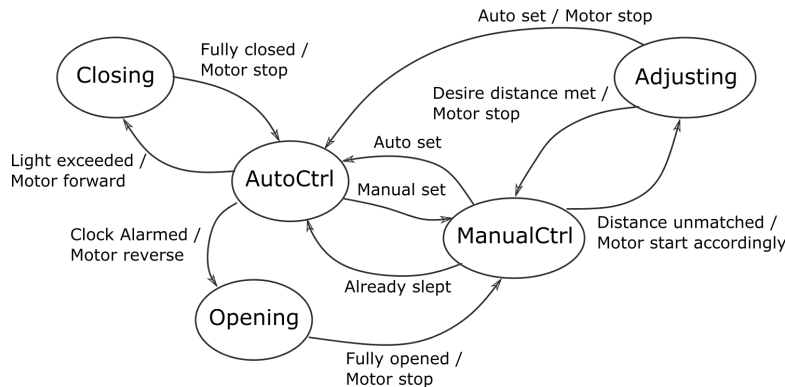 Auto set / Motor stop
Closing
Fully closed /
Motor stop
Adjusting
Desire distance met /
Motor stop
Light exceeded /
Motor forward
Auto set
AutoCtrl
Manual set
Clock Alarmed /
Motor reverse
ManualCtrl
Distance unmatched /
Motor start accordingly
Already slept
Opening
Fully opened /
Motor stop